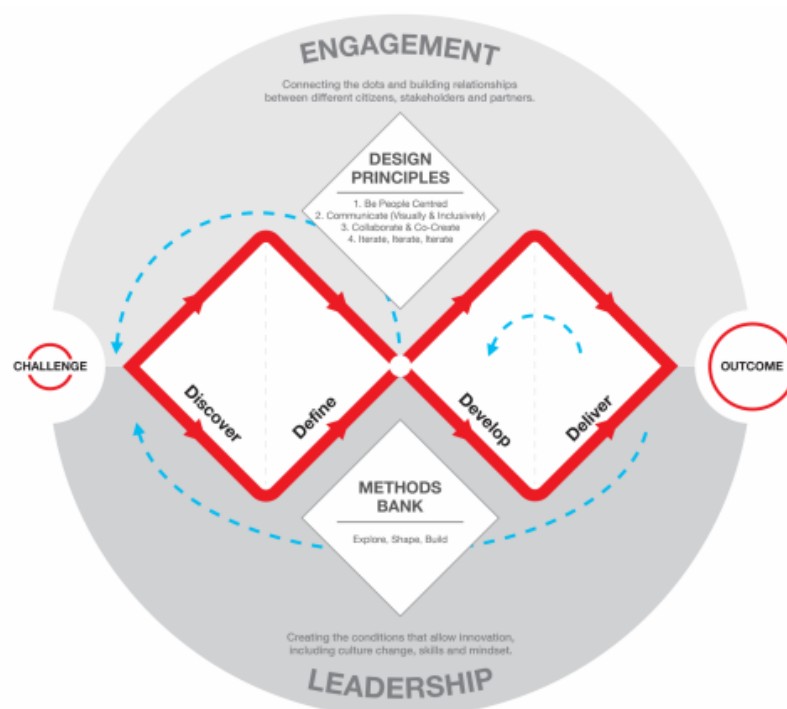 ENGAGEMENT
Connecting the dots and building relationships
between different citizens, stakeholders and partners.
DESIGN
PRINCIPLES
1. Be People Centred
2. Communicate (Visually & Inclusively)
3. Collaborate & Co-Create
4. Iterate, Iterate, Iterate
CHALLENGE
OUTCOME
Discover
Define
Develop
Deliver
METHODS
BANK
Explore, Shape, Build
Creating the conditions that allow innovation,
including culture change, skills and mindset.
LEADERSHIP